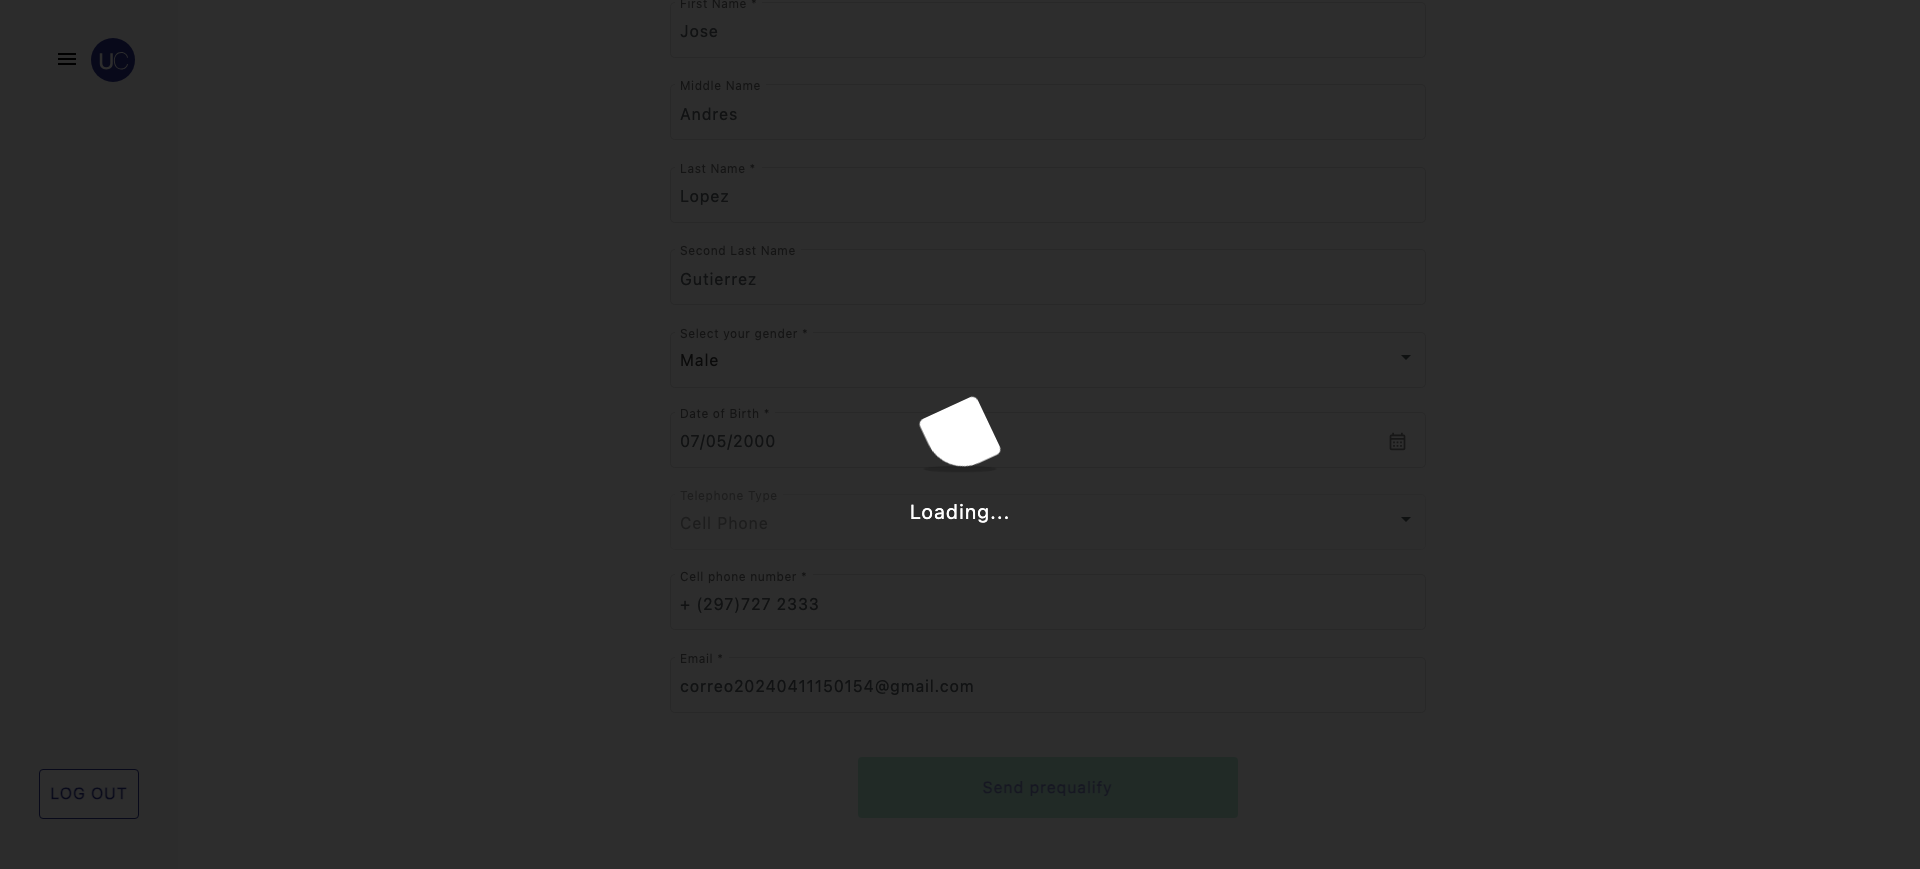 First Name *
Jose
UC
Middle Name
Andres
Last Name *
Lopez
Second Last Name
Gutierrez
Select your gender *
Male
Date of Birth *
07/05/2000
Telephone Type
Cell Phone
Loading...
Cell phone number *
+ (297)727 2333
Email *
correo20240411150154@gmail.com
Send prequalify
LOG OUT